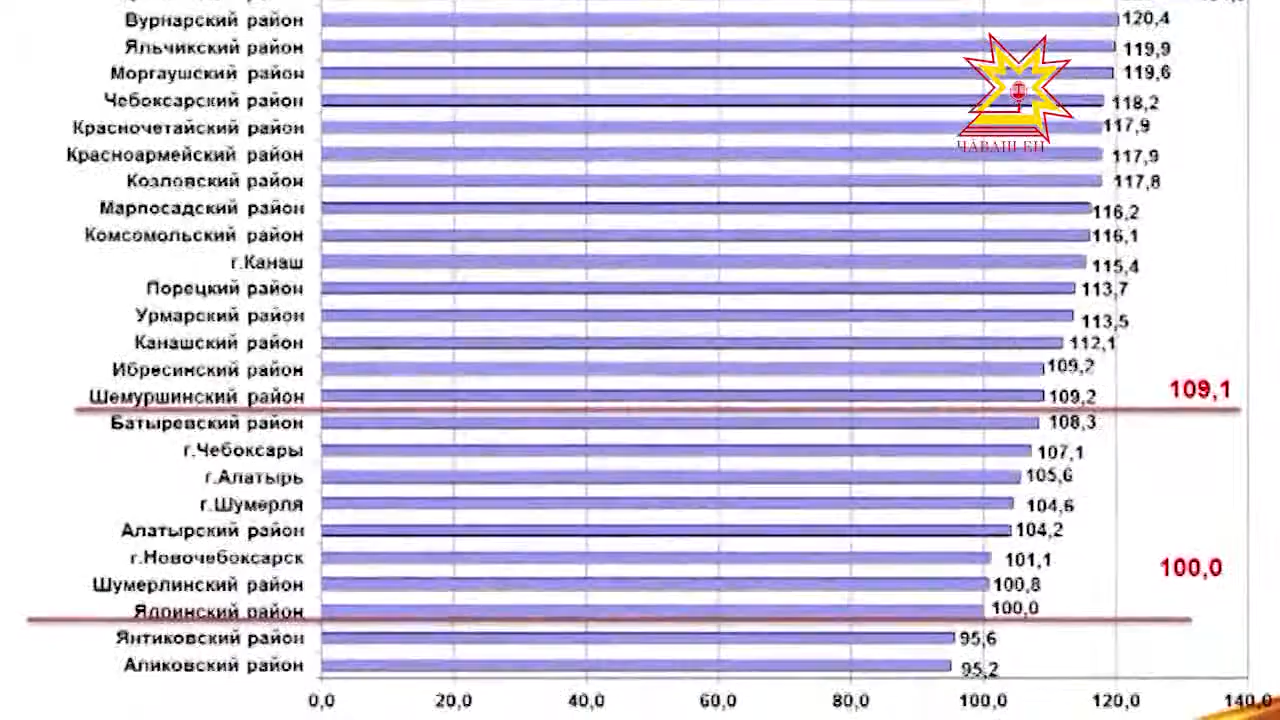 Вурнарский район 120,4
Яльчикский район 119,9
Моргаушский район 119,6
Чебоксарский район 118,2
Красночетайский район 117,9
Красноармейский район 117,9
Козловский район 117,8
Марпосадский район 116,2
Комсомольский район 116,1
г.Канаш 115,4
Порецкий район 113,7
Урмарский район 113,5
Канашский район 112,1
Ибресинский район 109,2
Шемуршинский район 109,2
109,1
Батыревский район 108,3
г.Чебоксары 107,1
г.Алатырь 105,6
г.Шумерля 104,6
Алатырский район 104,2
г.Новочебоксарск 101,1
100,0
Шумерлинский район 100,8
Ядринский район 100,0
Янтиковский район 95,6
Аликовский район 95,2
0,0 20,0 40,0 60,0 80,0 100,0 120,0 140,0
ЧӐВАШ ЕН